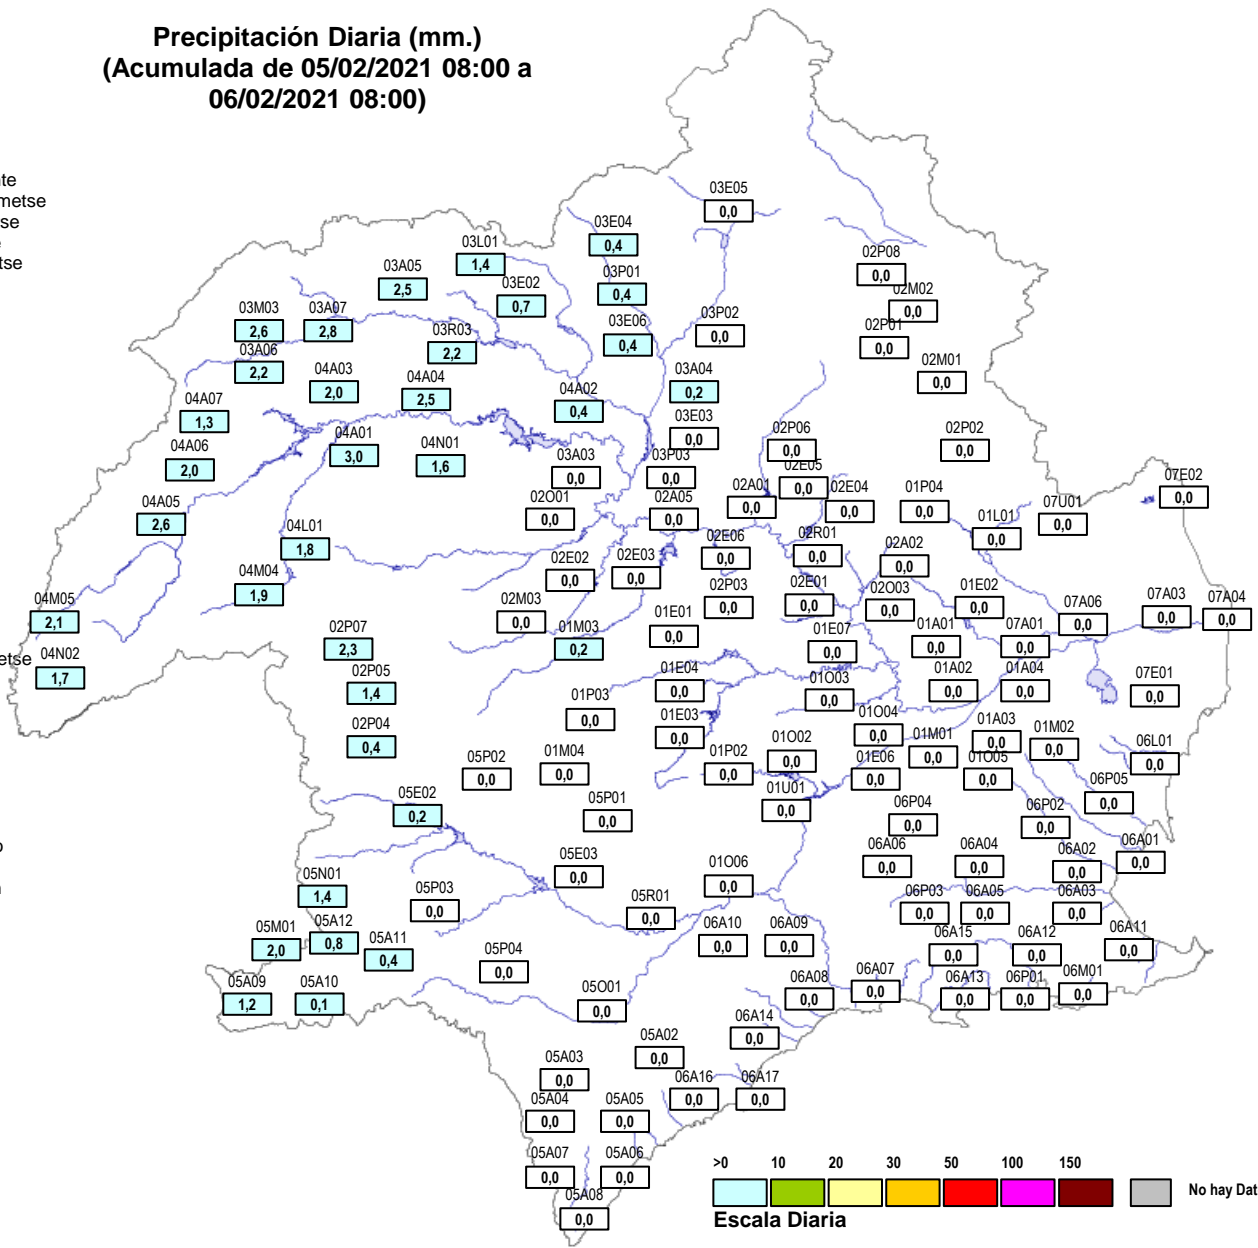 Precipitación Diaria (mm.)
(Acumulada de 05/02/2021 08:00 a
06/02/2021 08:00)
te
metse
se
tse
etse
03E05
0,0
03E04
0,4
03L01
1,4
03A05
2,5
03P01
0,4
03E02
0,7
02P08
0,0
02M02
0,0
03M03
2,6
03A07
2,8
03R03
2,2
03E06
0,4
03P02
0,0
02P01
0,0
03A06
2,2
04A03
2,0
04A04
2,5
04A02
0,4
03A04
0,2
02M01
0,0
04A07
1,3
03E03
0,0
04A01
3,0
04N01
1,6
02P06
0,0
02P02
0,0
04A06
2,0
03A03
0,0
03P03
0,0
02E05
0,0
07E02
0,0
04A05
2,6
02O01
0,0
02A05
0,0
02A01
0,0
02E04
0,0
01P04
0,0
07U01
0,0
01L01
0,0
04L01
1,8
02E06
0,0
02R01
0,0
02A02
0,0
04M04
1,9
02E02
0,0
02E03
0,0
02P03
0,0
02E01
0,0
02O03
0,0
01E02
0,0
04M05
2,1
02M03
0,0
07A06
0,0
07A03
0,0
07A04
0,0
02P07
2,3
01M03
0,2
01E01
0,0
01E07
0,0
01A01
0,0
07A01
0,0
04N02
1,7
02P05
1,4
01E04
0,0
01O03
0,0
01A02
0,0
01A04
0,0
07E01
0,0
01P03
0,0
02P04
0,4
01E03
0,0
01O04
0,0
01A03
0,0
01M02
0,0
05P02
0,0
01M04
0,0
01P02
0,0
01O02
0,0
01M01
0,0
01E06
0,0
01O05
0,0
06L01
0,0
05E02
0,2
05P01
0,0
01U01
0,0
06P04
0,0
06P02
0,0
06P05
0,0
05E03
0,0
01O06
0,0
06A06
0,0
06A04
0,0
06A02
0,0
06A01
0,0
05N01
1,4
05P03
0,0
05R01
0,0
06P03
0,0
06A05
0,0
06A03
0,0
05M01
2,0
05A12
0,8
05A11
0,4
06A10
0,0
06A09
0,0
06A15
0,0
06A12
0,0
06A11
0,0
05P04
0,0
05A09
1,2
05A10
0,1
05O01
0,0
06A08
0,0
06A07
0,0
06A13
0,0
06P01
0,0
06M01
0,0
06A14
0,0
05A02
0,0
05A03
0,0
06A16
0,0
06A17
0,0
05A04
0,0
05A05
0,0
05A07
0,0
05A06
0,0
05A08
0,0
>0 10 20 30 50 100 150
No hay Dat
Escala Diaria